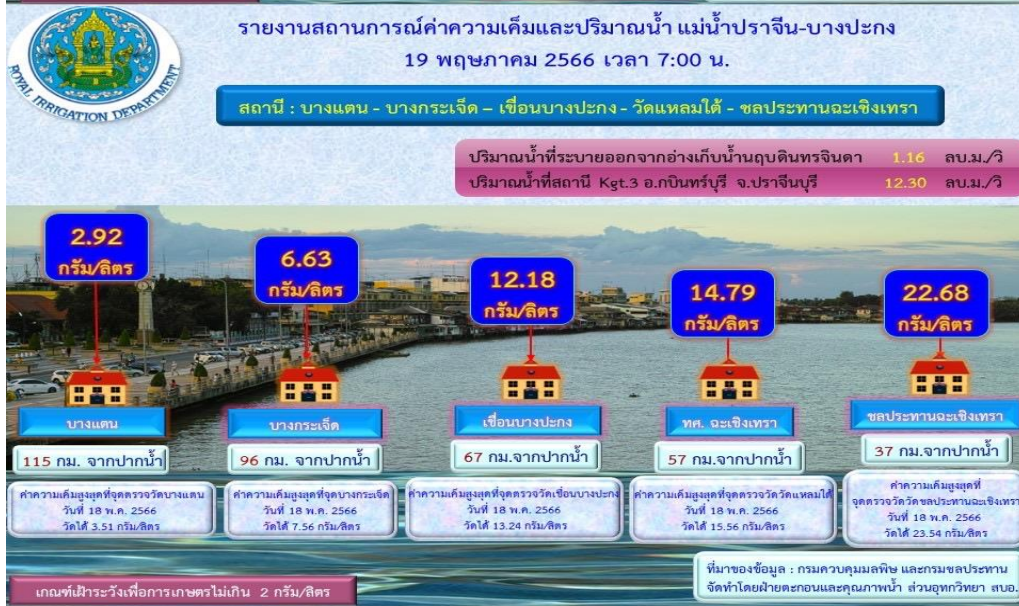 รายงานสถานการณ์ค่าความเค็มและปริมาณน้ำ แม่น้ำปราจีน-บางปะกง
19 พฤษภาคม 2566 เวลา 7:00 น.
ROYAL IRRIGATION DEPARTMENT
สถานี : บางแตน - บางกระเจ็ด – เขื่อนบางปะกง - วัดแหลมใต้ - ชลประทานฉะเชิงเทรา
ปริมาณน้ำที่ระบายออกจากอ่างเก็บน้ำนฤบดินทรจินดา 1.16 ลบ.ม./วิ
ปริมาณน้ำที่สถานี Kgt.3 อ.กบินทร์บุรี จ.ปราจีนบุรี 12.30 ลบ.ม./วิ
2.92
กรัม/ลิตร
6.63
กรัม/ลิตร
12.18
กรัม/ลิตร
14.79
กรัม/ลิตร
22.68
กรัม/ลิตร
บางแตน
บางกระเจ็ด
เขื่อนบางปะกง
ทศ. ฉะเชิงเทรา
ชลประทานฉะเชิงเทรา
115 กม. จากปากน้ำ
96 กม. จากปากน้ำ
67 กม.จากปากน้ำ
57 กม.จากปากน้ำ
37 กม.จากปากน้ำ
ค่าความเค็มสูงสุดที่จุดตรวจวัดบางแตน
วันที่ 18 พ.ค. 2566
วัดได้ 3.51 กรัม/ลิตร
ค่าความเค็มสูงสุดที่จุดบางกระเจ็ด
วันที่ 18 พ.ค. 2566
วัดได้ 7.56 กรัม/ลิตร
ค่าความเค็มสูงสุดที่จุดตรวจวัดเขื่อนบางปะกง
วันที่ 18 พ.ค. 2566
วัดได้ 13.24 กรัม/ลิตร
ค่าความเค็มสูงสุดที่จุดตรวจวัดวัดแหลมใต้
วันที่ 18 พ.ค. 2566
วัดได้ 15.56 กรัม/ลิตร
ค่าความเค็มสูงสุดที่
จุดตรวจวัดวัดชลประทานฉะเชิงเทรา
วันที่ 18 พ.ค. 2566
วัดได้ 23.54 กรัม/ลิตร
เกณฑ์เฝ้าระวังเพื่อการเกษตรไม่เกิน 2 กรัม/ลิตร
ที่มาของข้อมูล : กรมควบคุมมลพิษ และกรมชลประทาน
จัดทำโดยฝ่ายตะกอนและคุณภาพน้ำ ส่วนอุทกวิทยา สบอ.